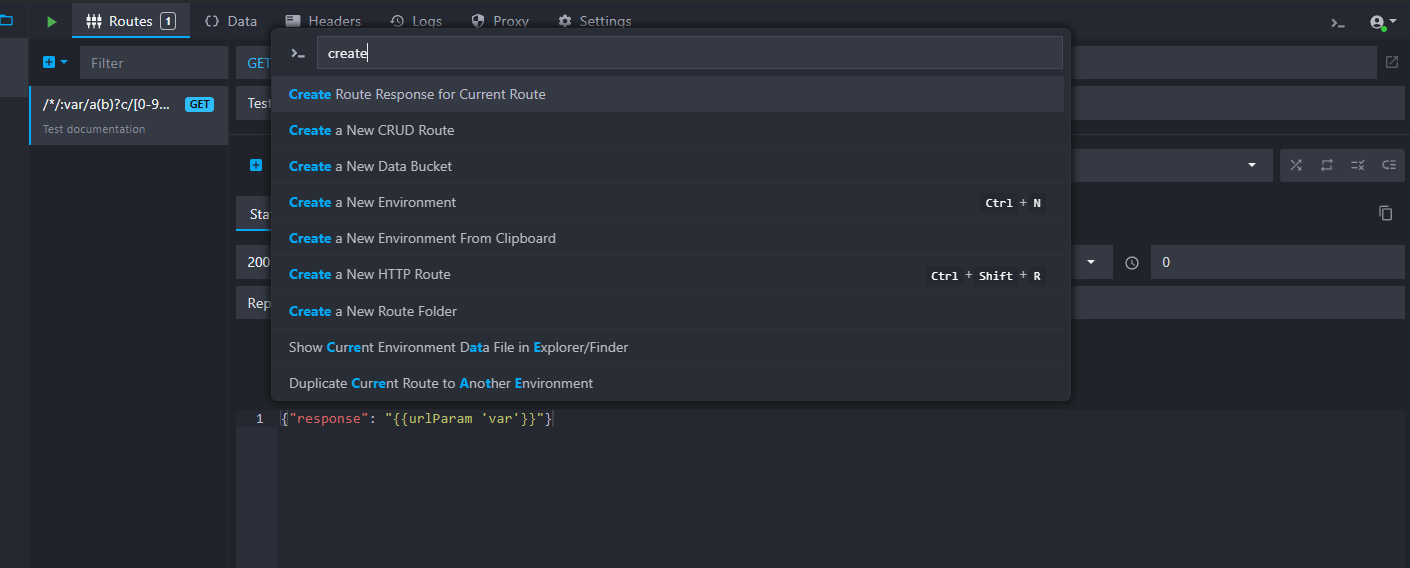 Routes 1 Data Headers Logs Proxy Settings
Filter GET
create
/*/:var/a(b)?c/[0-9... GET
Test documentation
Test
Create Route Response for Current Route
Create a New CRUD Route
Create a New Data Bucket
Create a New Environment Ctrl + N
Create a New Environment From Clipboard
Create a New HTTP Route Ctrl + Shift + R
Create a New Route Folder
Show Current Environment Data File in Explorer/Finder
Duplicate Current Route to Another Environment
Sta
200 0
Rep
1 {"response": "{{urlParam 'var'}}"}